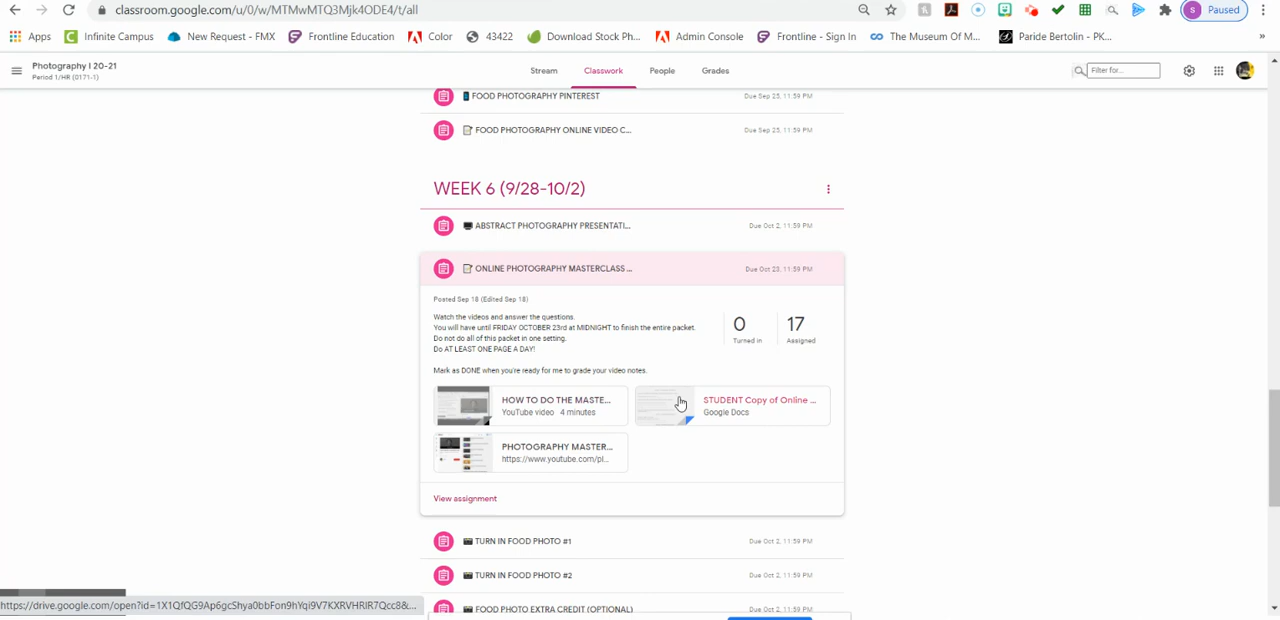 classroom.google.com/u/0/w/MTMwMTQ3Mjk4ODE4/t/all
S Paused
Apps Infinite Campus New Request - FMX Frontline Education Color 43422 Download Stock Ph... Admin Console Frontline - Sign In The Museum Of M... Paride Bertolin - PK... »
Photography I 20-21
Period 1/HR (0171-1)
Stream Classwork People Grades
Filter for...
FOOD PHOTOGRAPHY PINTEREST Due Sep 25, 11:59 PM
FOOD PHOTOGRAPHY ONLINE VIDEO C... Due Sep 25, 11:59 PM
WEEK 6 (9/28-10/2)
ABSTRACT PHOTOGRAPHY PRESENTATI... Due Oct 2, 11:59 PM
ONLINE PHOTOGRAPHY MASTERCLASS ... Due Oct 23, 11:59 PM
Posted Sep 18 (Edited Sep 18)
Watch the videos and answer the questions.
You will have until FRIDAY OCTOBER 23rd at MIDNIGHT to finish the entire packet.
Do not do all of this packet in one setting.
Do AT LEAST ONE PAGE A DAY!
Mark as DONE when you're ready for me to grade your video notes.
0 17
Turned in Assigned
HOW TO DO THE MASTE...
YouTube video 4 minutes
STUDENT Copy of Online ...
Google Docs
PHOTOGRAPHY MASTER...
https://www.youtube.com/pl...
View assignment
TURN IN FOOD PHOTO #1 Due Oct 2, 11:59 PM
TURN IN FOOD PHOTO #2 Due Oct 2, 11:59 PM
FOOD PHOTO EXTRA CREDIT (OPTIONAL) Due Oct 2, 11:59 PM
https://drive.google.com/open?id=1X1QfQG9Ap6gcShya0bbFon9hYqi9V7KXRVHRlR7Qcc8&...